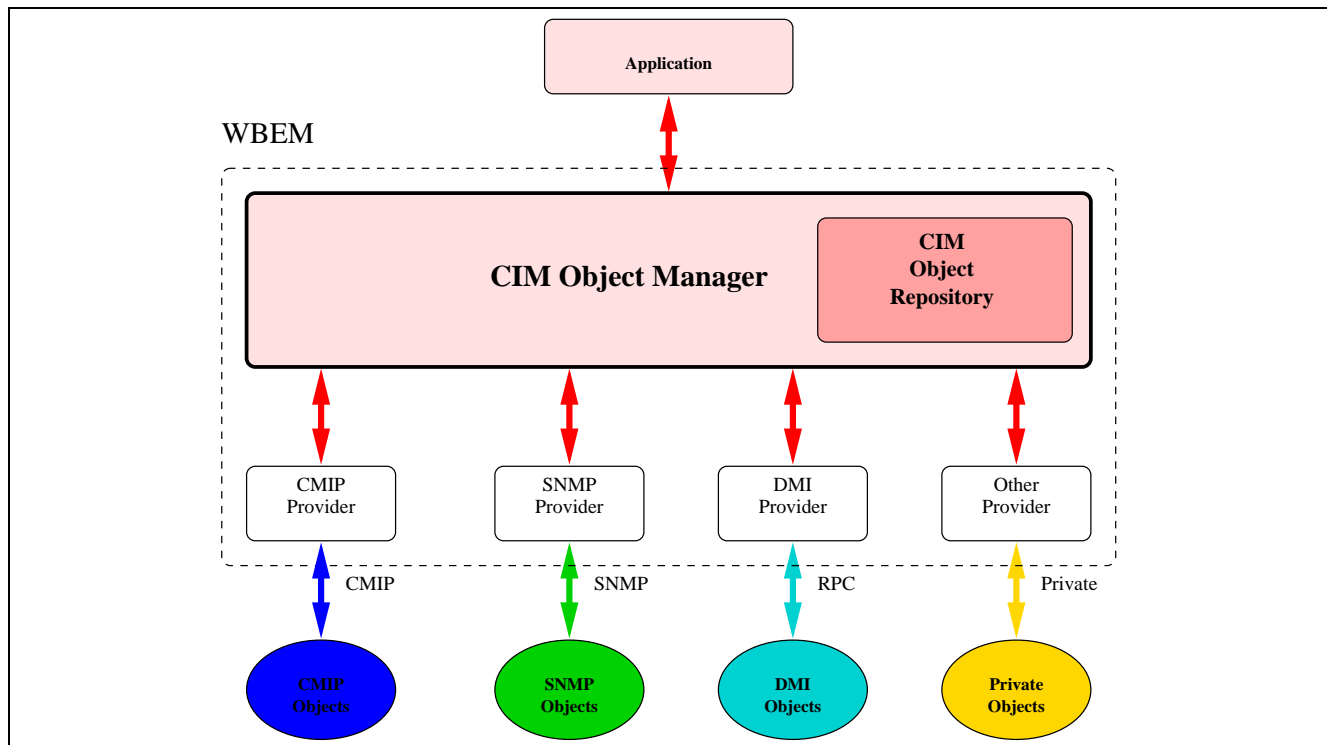 Application
WBEM
CIM Object Manager
CIM
Object
Repository
CMIP
Provider
SNMP
Provider
DMI
Provider
Other
Provider
CMIP
SNMP
RPC
Private
CMIP
Objects
SNMP
Objects
DMI
Objects
Private
Objects